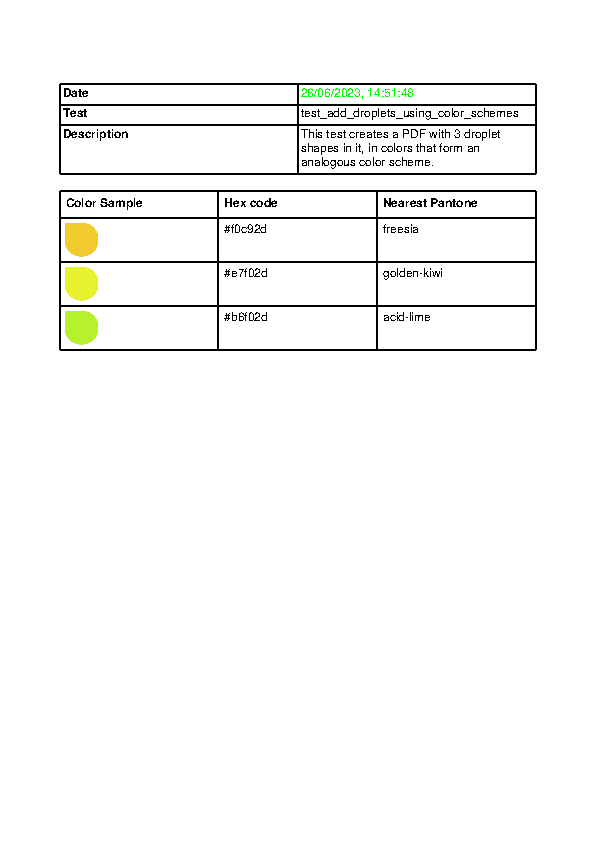 Date 26/06/2023, 14:51:48
Test test_add_droplets_using_color_schemes
Description This test creates a PDF with 3 droplet
shapes in it, in colors that form an
analogous color scheme.
Color Sample Hex code Nearest Pantone
#f0c92d freesia
#e7f02d golden-kiwi
#b6f02d acid-lime